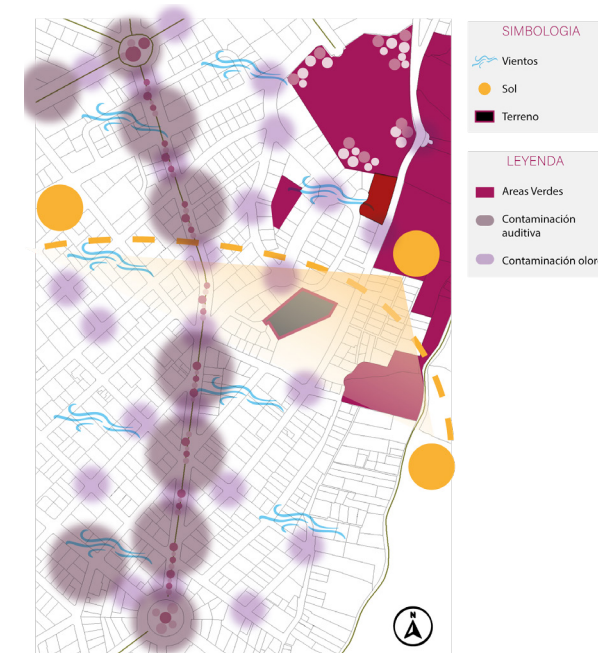 SIMBOLOGIA
Vientos
Sol
Terreno
LEYENDA
Areas Verdes
Contaminación
auditiva
Contaminación olor
N